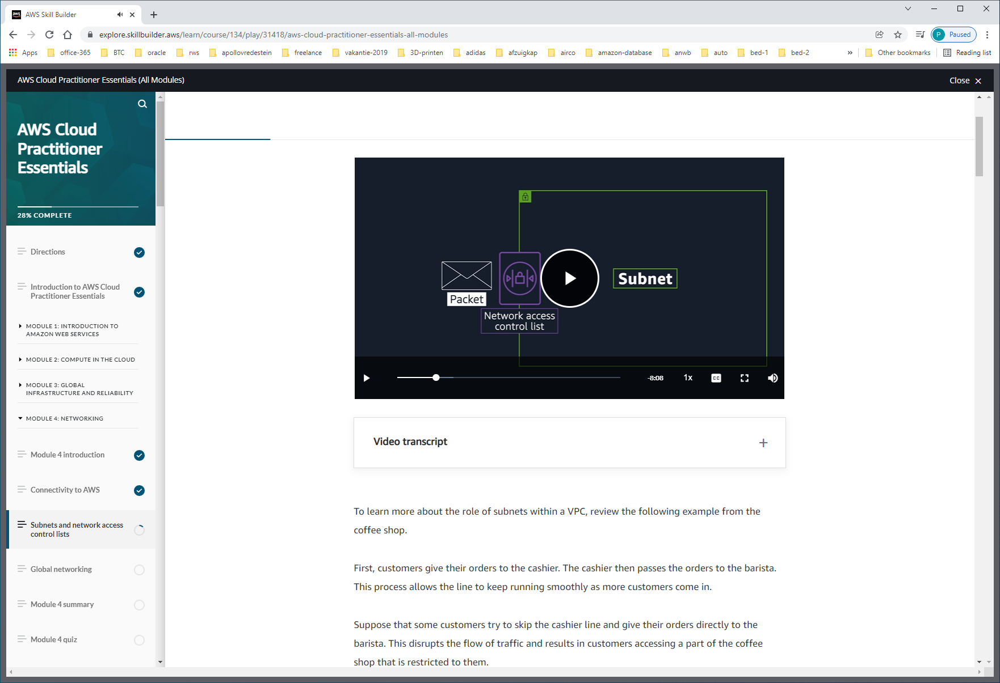 AWS Skill Builder
explore.skillbuilder.aws/learn/course/134/play/31418/aws-cloud-practitioner-essentials-all-modules
P Paused
Apps office-365 BTC oracle rws apollovredestein freelance vakantie-2019 3D-printen adidas afzuigkap airco amazon-database anwb auto bed-1 bed-2 » Other bookmarks Reading list
AWS Cloud Practitioner Essentials (All Modules)
Close
AWS Cloud
Practitioner
Essentials
28% COMPLETE
Directions
Introduction to AWS Cloud
Practitioner Essentials
MODULE 1: INTRODUCTION TO
AMAZON WEB SERVICES
MODULE 2: COMPUTE IN THE CLOUD
MODULE 3: GLOBAL
INFRASTRUCTURE AND RELIABILITY
MODULE 4: NETWORKING
Module 4 introduction
Connectivity to AWS
Subnets and network access
control lists
Global networking
Module 4 summary
Module 4 quiz
Packet
Network access
control list
Subnet
-8:08
1x
CC
Video transcript
To learn more about the role of subnets within a VPC, review the following example from the
coffee shop.
First, customers give their orders to the cashier. The cashier then passes the orders to the barista.
This process allows the line to keep running smoothly as more customers come in.
Suppose that some customers try to skip the cashier line and give their orders directly to the
barista. This disrupts the flow of traffic and results in customers accessing a part of the coffee
shop that is restricted to them.